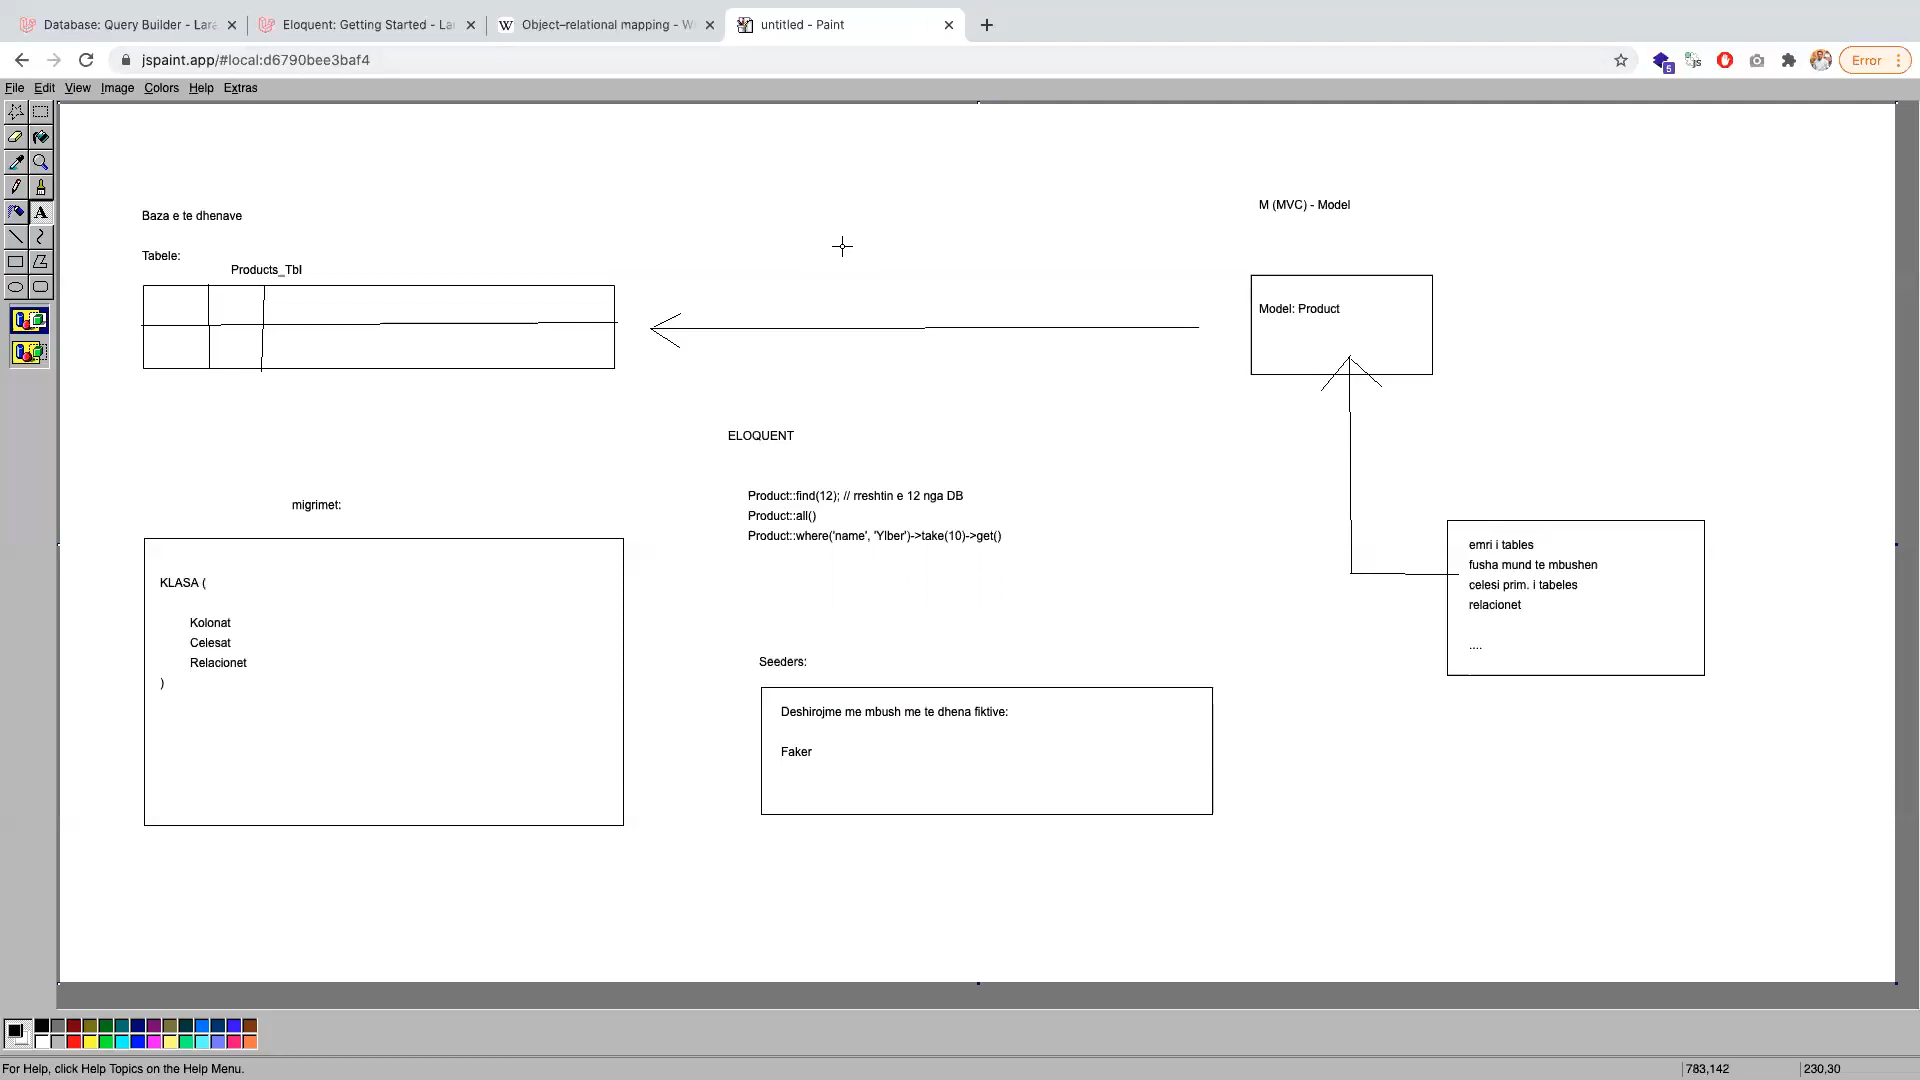 Database: Query Builder - Lara
Eloquent: Getting Started - La
Object–relational mapping - W
untitled - Paint
jspaint.app/#local:d6790bee3baf4
5
js
Error
File Edit View Image Colors Help Extras
A
Baza e te dhenave
Tabele:
Products_Tbl
M (MVC) - Model
Model: Product
ELOQUENT
Product::find(12); // rreshtin e 12 nga DB
Product::all()
Product::where('name', 'Ylber')->take(10)->get()
migrimet:
KLASA (
Kolonat
Celesat
Relacionet
)
emri i tables
fusha mund te mbushen
celesi prim. i tabeles
relacionet
....
Seeders:
Deshirojme me mbush me te dhena fiktive:
Faker
For Help, click Help Topics on the Help Menu.
783,142
230,30